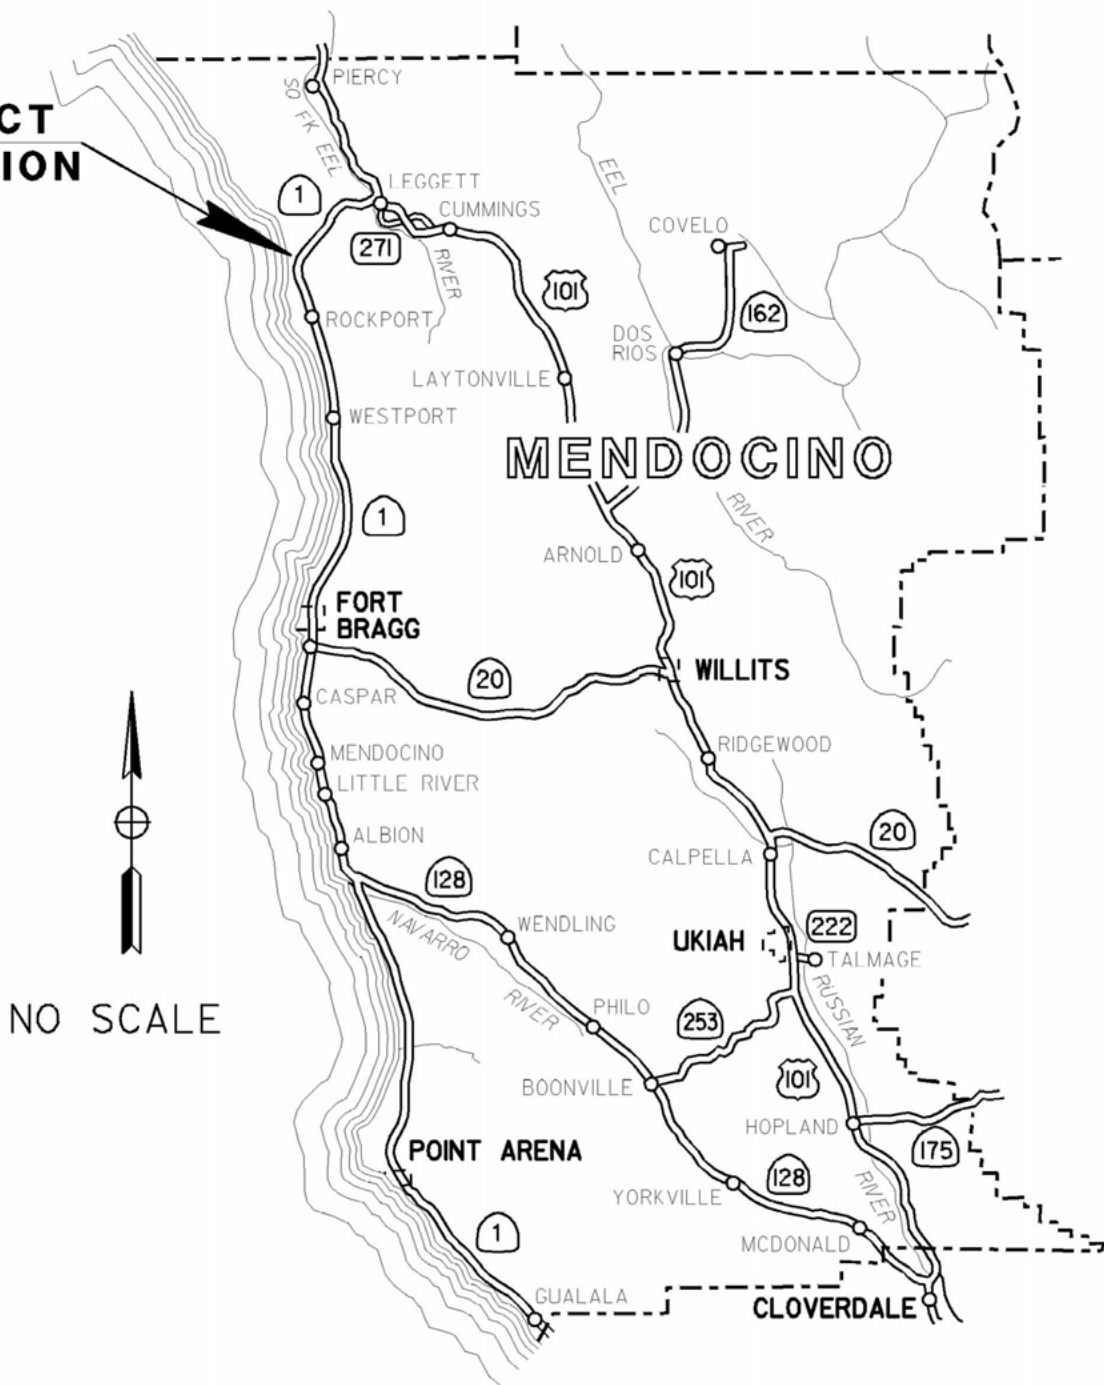 PIERCY
SO FK EEL
CT
ION
1
LEGGETT
CUMMINGS
271
RIVER
EEL
COVELO
101
162
ROCKPORT
DOS
RIOS
LAYTONVILLE
WESTPORT
MENDOCINO
1
RIVER
ARNOLD
101
FORT
BRAGG
WILLITS
20
CASPAR
RIDGEWOOD
MENDOCINO
LITTLE RIVER
ALBION
20
CALPELLA
128
NAVARRO
WENDLING
UKIAH
222
TALMAGE
RUSSIAN
RIVER
PHILO
253
NO SCALE
BOONVILLE
101
HOPLAND
175
POINT ARENA
128
YORKVILLE
RIVER
1
MCDONALD
GUALALA
CLOVERDALE